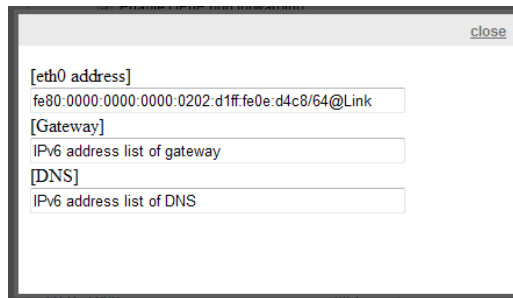 close
[eth0 address]
fe80:0000:0000:0000:0202:d1ff:fe0e:d4c8/64@Link
[Gateway]
IPv6 address list of gateway
[DNS]
IPv6 address list of DNS